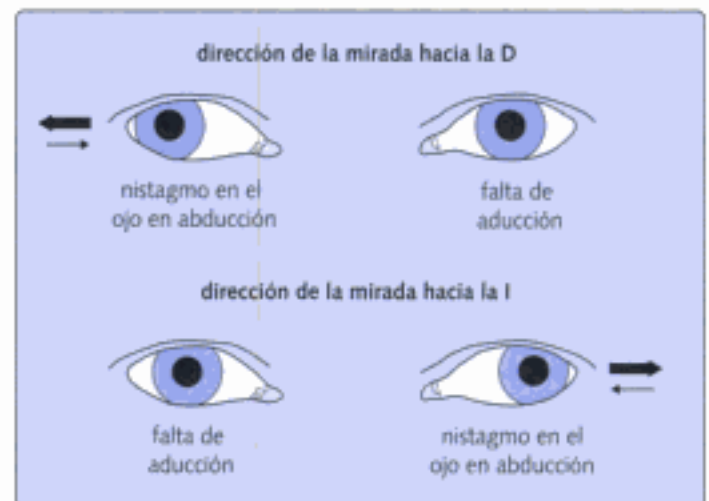 dirección de la mirada hacia la D
nistagmo en el
ojo en abducción
falta de
aducción
dirección de la mirada hacia la I
falta de
aducción
nistagmo en el
ojo en abducción